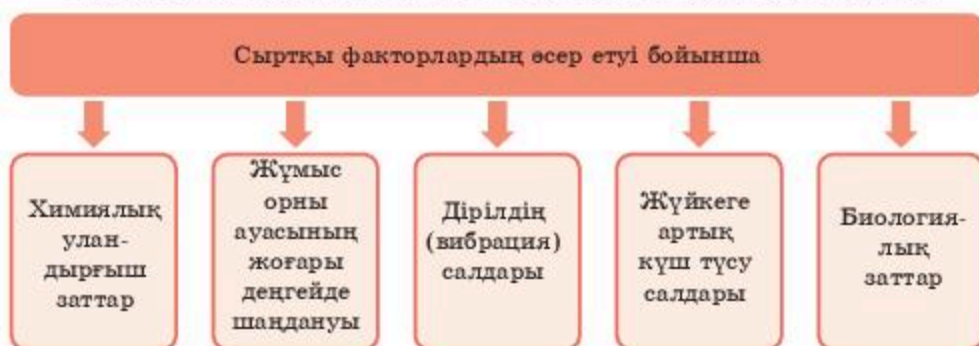 Сыртқы факторлардың әсер етуі бойынша
Химиялық
улан-
дырғыш
заттар
Жұмыс
орны
ауасының
жоғары
деңгейде
шаңдануы
Дірілдің
(вибрация)
салдары
Жүйкеге
артық
күш түсу
салдары
Биология-
лық
заттар